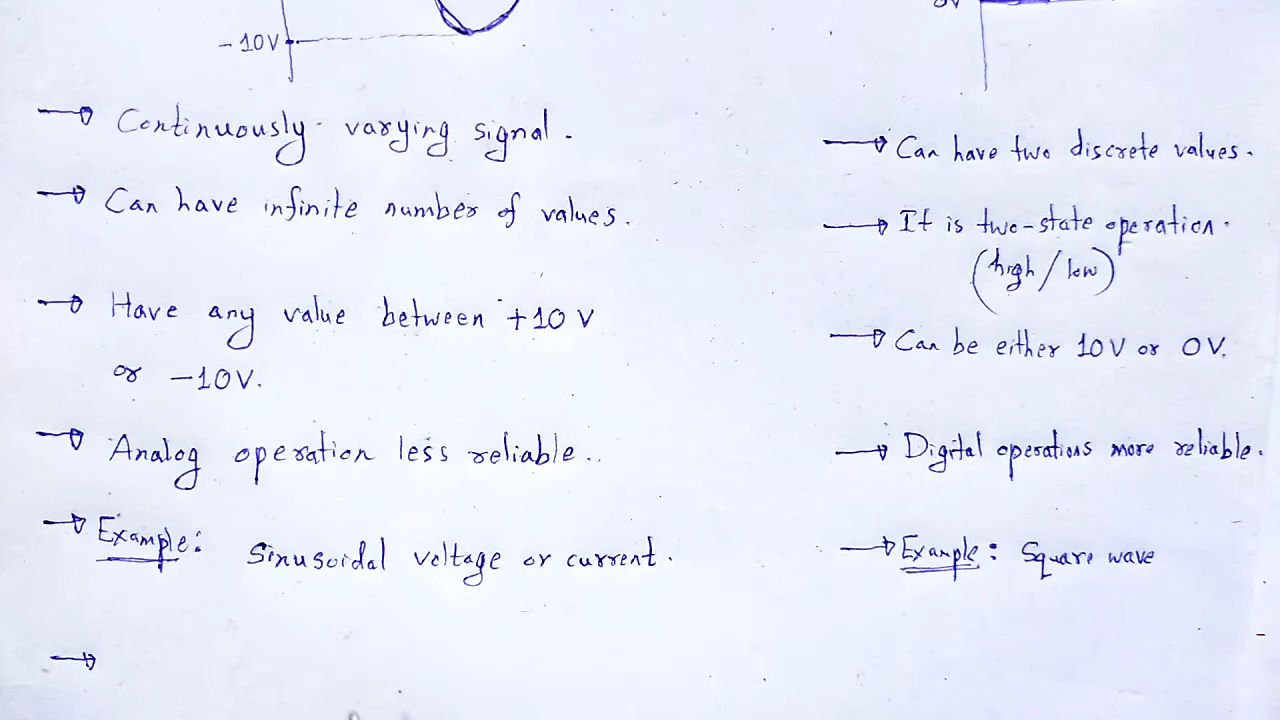 -10V
→ Continuously varying signal.
→ Can have infinite number of values.
→ Have any value between +10 V
or -10V.
→ Analog operation less reliable.
→ Example: Sinusoidal voltage or current.
→
→ Can have two discrete values.
→ It is two-state operation.
(high/low)
→ Can be either 10V or 0V.
→ Digital operations more reliable.
→ Example: Square wave